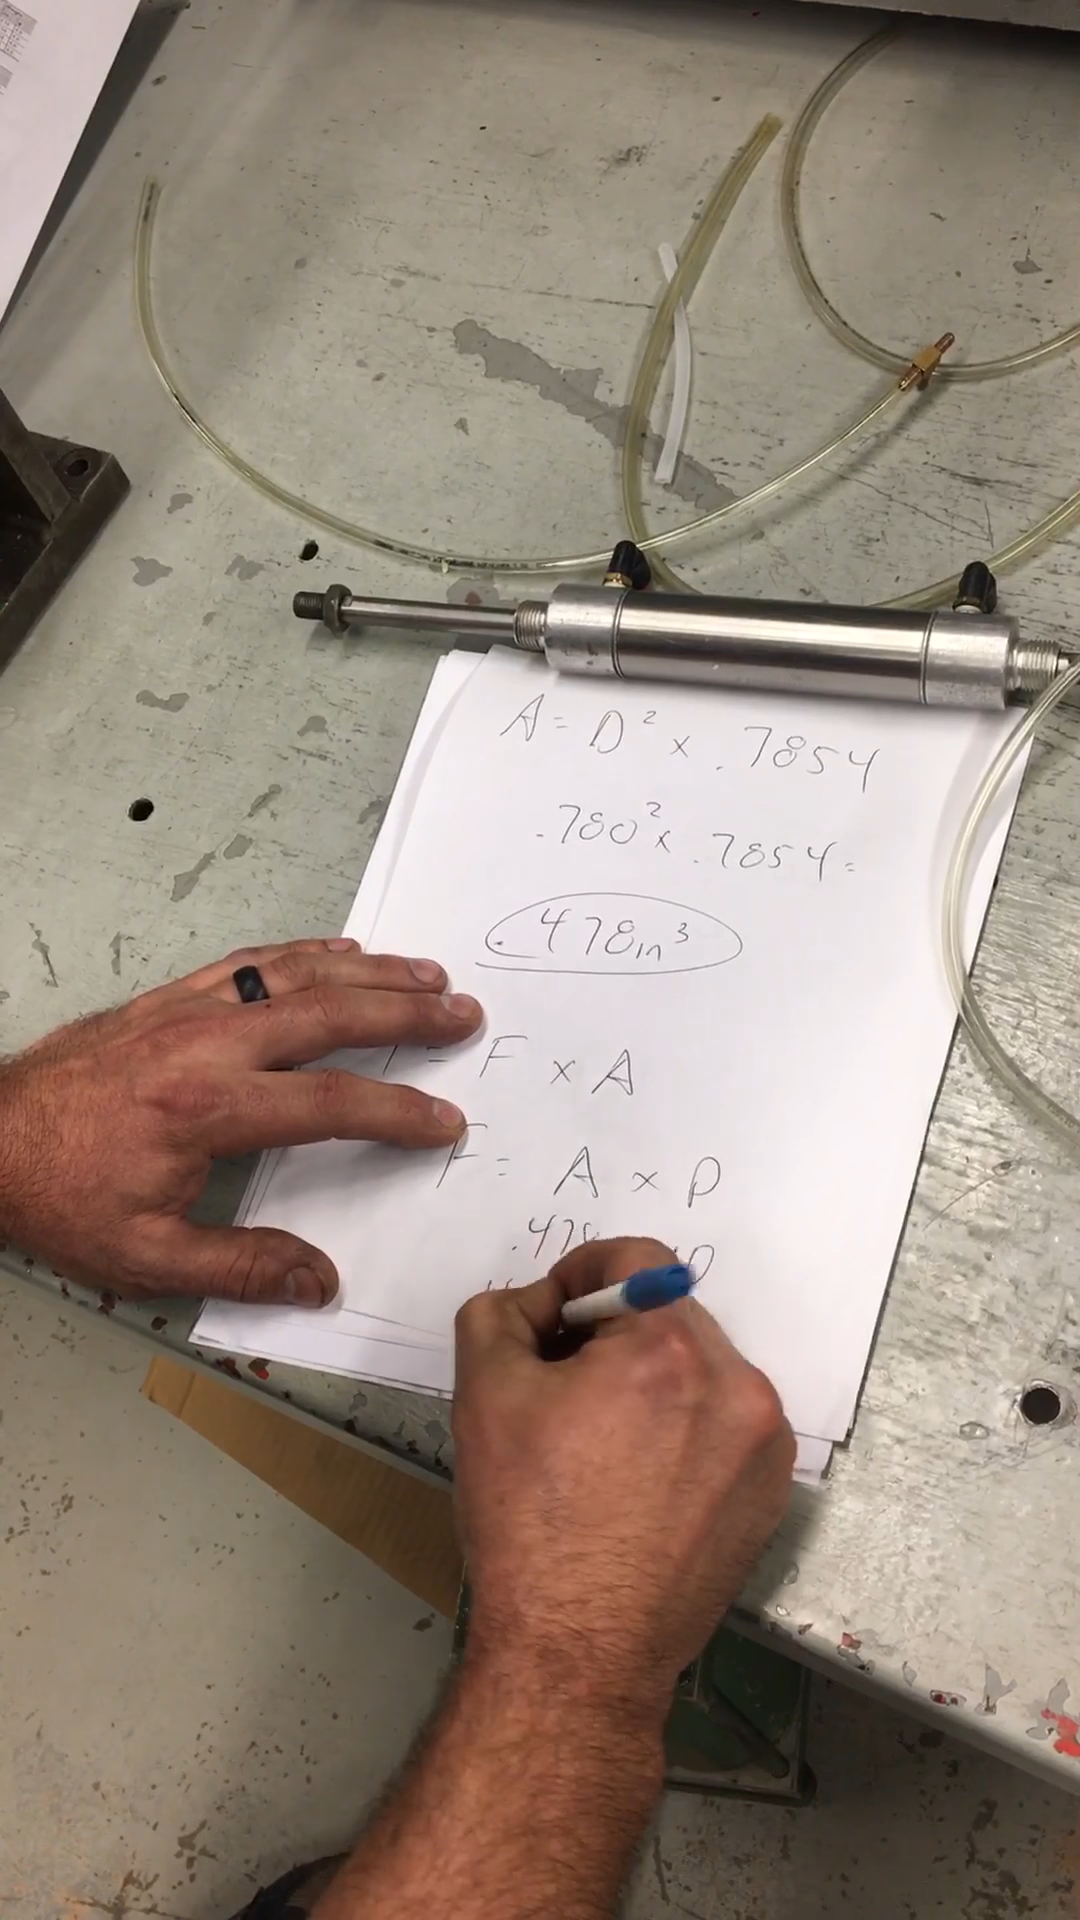 A = D² x .7854
.780² x .7854 =
.478in³
= F x A
F = A x P